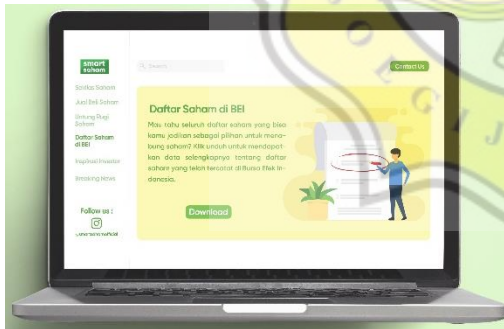 smart
saham
Search...
Contact Us
Sekilas Saham
Jual Beli Saham
Untung Rugi
Saham
Daftar Saham
di BEI
Inspirasi Investor
Breaking News
Follow us :
Daftar Saham di BEI
Mau tahu seluruh daftar saham yang bisa
kamu jadikan sebagai pilihan untuk mena-
bung saham? Klik unduh untuk mendapat-
kan data selengkapnya tentang daftar
saham yang telah tercatat di Bursa Efek In-
donesia.
Download
O E G I J